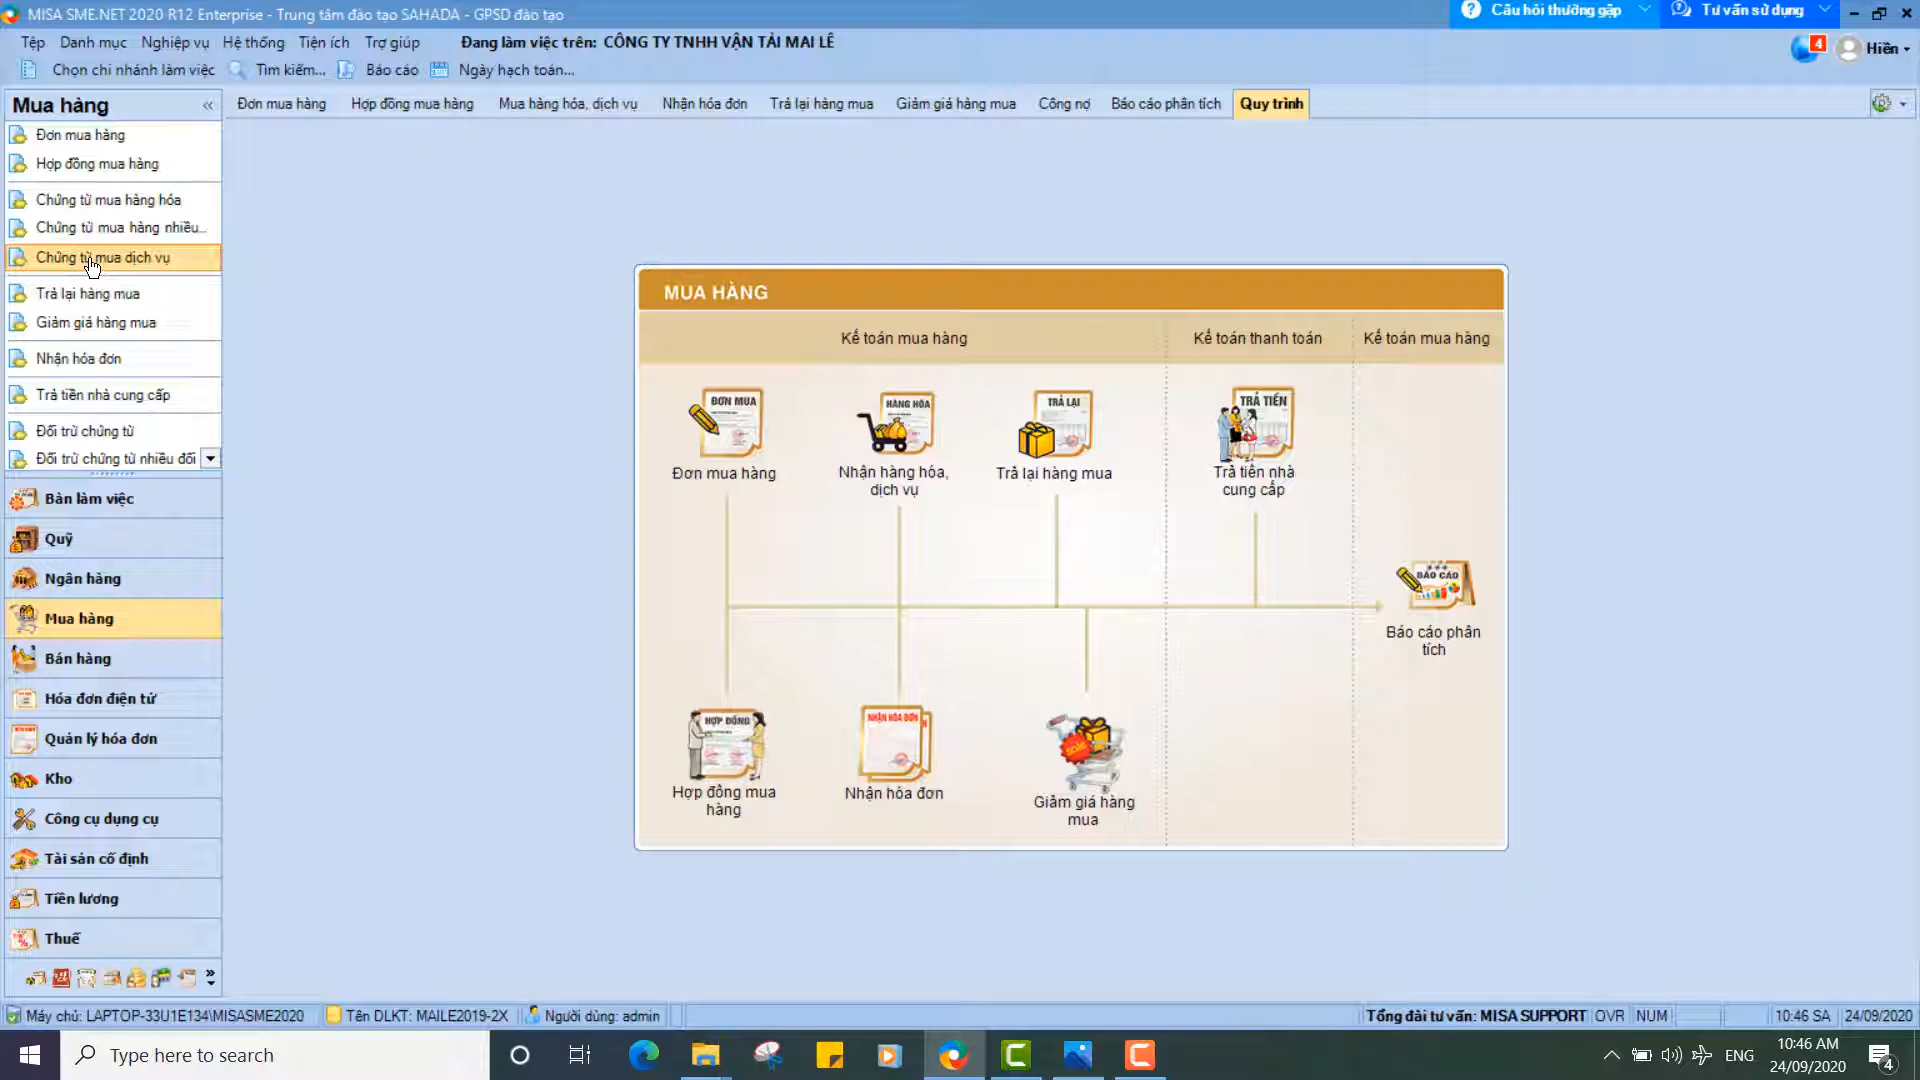 MISA SME.NET 2020 R12 Enterprise - Trung tâm đào tạo SAHADA - GPSD đào tạo
Câu hỏi thường gặp
Tư vấn sử dụng
Tệp Danh mục Nghiệp vụ Hệ thống Tiện ích Trợ giúp Đang làm việc trên: CÔNG TY TNHH VẬN TẢI MAI LÊ
4 Hiền
Chọn chi nhánh làm việc Tìm kiếm... Báo cáo Ngày hạch toán...
Mua hàng «
Đơn mua hàng Hợp đồng mua hàng Mua hàng hóa, dịch vụ Nhận hóa đơn Trả lại hàng mua Giảm giá hàng mua Công nợ Báo cáo phân tích Quy trình
Đơn mua hàng
Hợp đồng mua hàng
Chứng từ mua hàng hóa
Chứng từ mua hàng nhiều...
Chứng từ mua dịch vụ
Trả lại hàng mua
Giảm giá hàng mua
Nhận hóa đơn
Trả tiền nhà cung cấp
Đối trừ chứng từ
Đối trừ chứng từ nhiều đối
Bàn làm việc
Quỹ
Ngân hàng
Mua hàng
Bán hàng
Hóa đơn điện tử
Quản lý hóa đơn
Kho
Công cụ dụng cụ
Tài sản cố định
Tiền lương
Thuế
MUA HÀNG
Kế toán mua hàng
Kế toán thanh toán
Kế toán mua hàng
ĐƠN MUA
HÀNG HÓA
TRẢ LẠI
TRẢ TIỀN
Đơn mua hàng
Nhận hàng hóa,
dịch vụ
Trả lại hàng mua
Trả tiền nhà
cung cấp
BÁO CÁO
Báo cáo phân
tích
HỢP ĐỒNG
NHẬN HÓA ĐƠN
SALE
Hợp đồng mua
hàng
Nhận hóa đơn
Giảm giá hàng
mua
Máy chủ: LAPTOP-33U1E134\MISASME2020 Tên DLKT: MAILE2019-2X Người dùng: admin
Tổng đài tư vấn: MISA SUPPORT OVR NUM 10:46 SA 24/09/2020
Type here to search
ENG
10:46 AM
24/09/2020
4